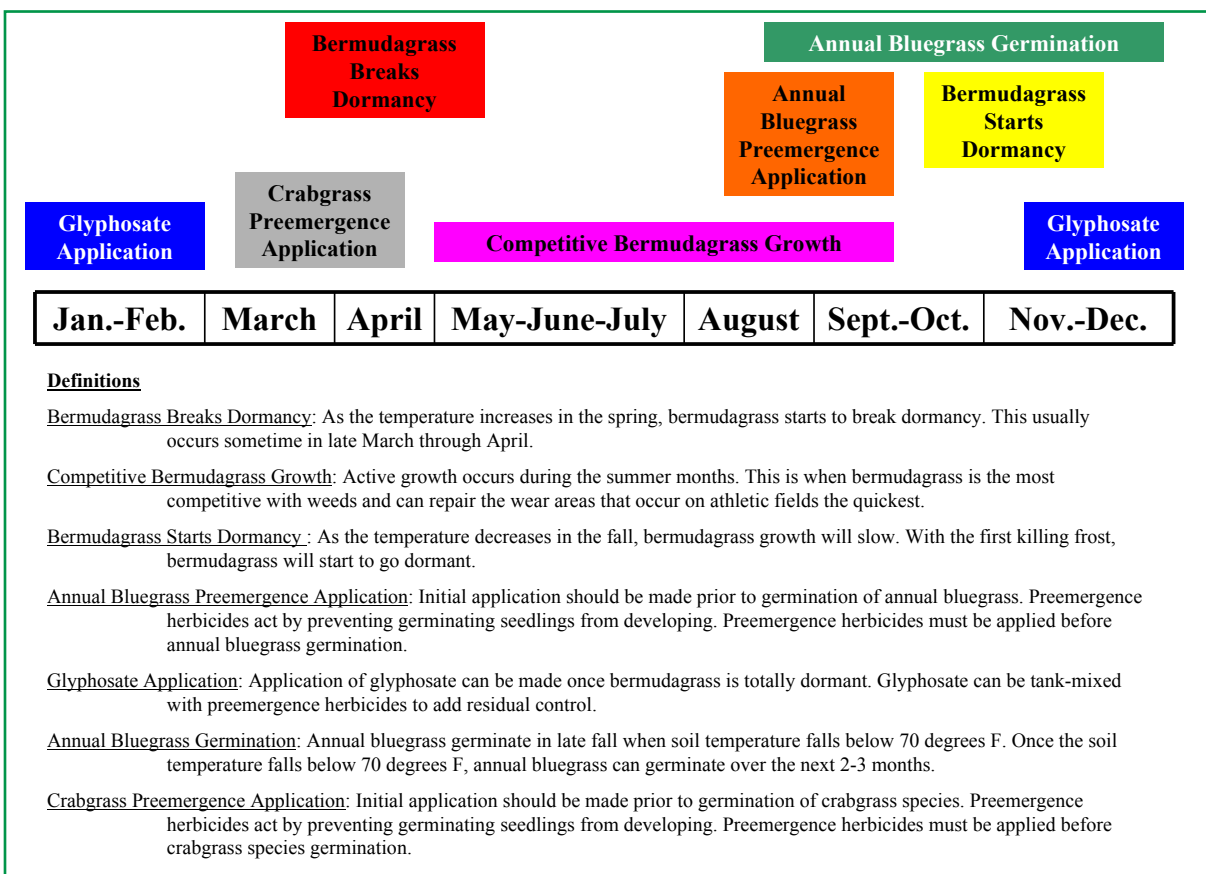 Bermudagrass
Breaks
Dormancy
Annual Bluegrass Germination
Annual
Bluegrass
Preemergence
Application
Bermudagrass
Starts
Dormancy
Crabgrass
Preemergence
Application
Glyphosate
Application
Competitive Bermudagrass Growth
Glyphosate
Application
Jan.-Feb. March April May-June-July August Sept.-Oct. Nov.-Dec.
Definitions
Bermudagrass Breaks Dormancy: As the temperature increases in the spring, bermudagrass starts to break dormancy. This usually
occurs sometime in late March through April.
Competitive Bermudagrass Growth: Active growth occurs during the summer months. This is when bermudagrass is the most
competitive with weeds and can repair the wear areas that occur on athletic fields the quickest.
Bermudagrass Starts Dormancy : As the temperature decreases in the fall, bermudagrass growth will slow. With the first killing frost,
bermudagrass will start to go dormant.
Annual Bluegrass Preemergence Application: Initial application should be made prior to germination of annual bluegrass. Preemergence
herbicides act by preventing germinating seedlings from developing. Preemergence herbicides must be applied before
annual bluegrass germination.
Glyphosate Application: Application of glyphosate can be made once bermudagrass is totally dormant. Glyphosate can be tank-mixed
with preemergence herbicides to add residual control.
Annual Bluegrass Germination: Annual bluegrass germinate in late fall when soil temperature falls below 70 degrees F. Once the soil
temperature falls below 70 degrees F, annual bluegrass can germinate over the next 2-3 months.
Crabgrass Preemergence Application: Initial application should be made prior to germination of crabgrass species. Preemergence
herbicides act by preventing germinating seedlings from developing. Preemergence herbicides must be applied before
crabgrass species germination.